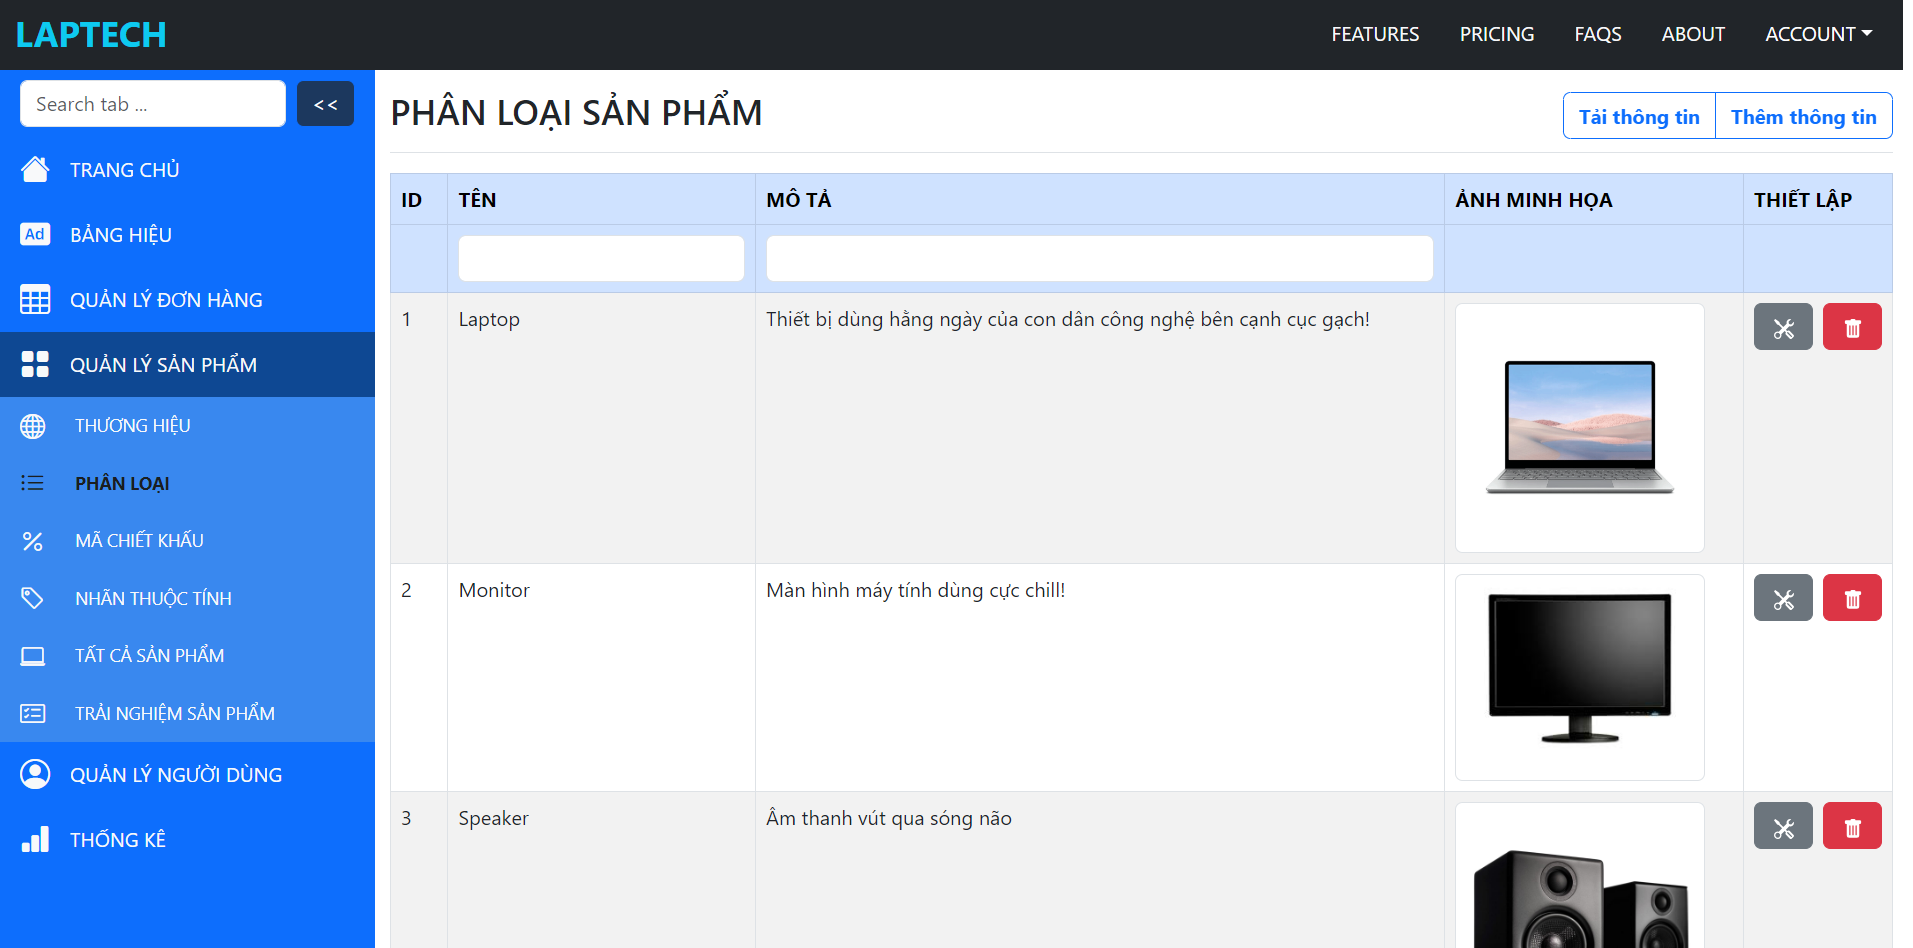 LAPTECH
FEATURES PRICING FAQS ABOUT ACCOUNT
Search tab ...
<<
TRANG CHỦ
Ad BẢNG HIỆU
QUẢN LÝ ĐƠN HÀNG
QUẢN LÝ SẢN PHẨM
THƯƠNG HIỆU
PHÂN LOẠI
MÃ CHIẾT KHẤU
NHÃN THUỘC TÍNH
TẤT CẢ SẢN PHẨM
TRẢI NGHIỆM SẢN PHẨM
QUẢN LÝ NGƯỜI DÙNG
THỐNG KÊ
PHÂN LOẠI SẢN PHẨM
Tải thông tin Thêm thông tin
ID TÊN MÔ TẢ ẢNH MINH HỌA THIẾT LẬP
1 Laptop Thiết bị dùng hằng ngày của con dân công nghệ bên cạnh cục gạch!
2 Monitor Màn hình máy tính dùng cực chill!
3 Speaker Âm thanh vút qua sóng não